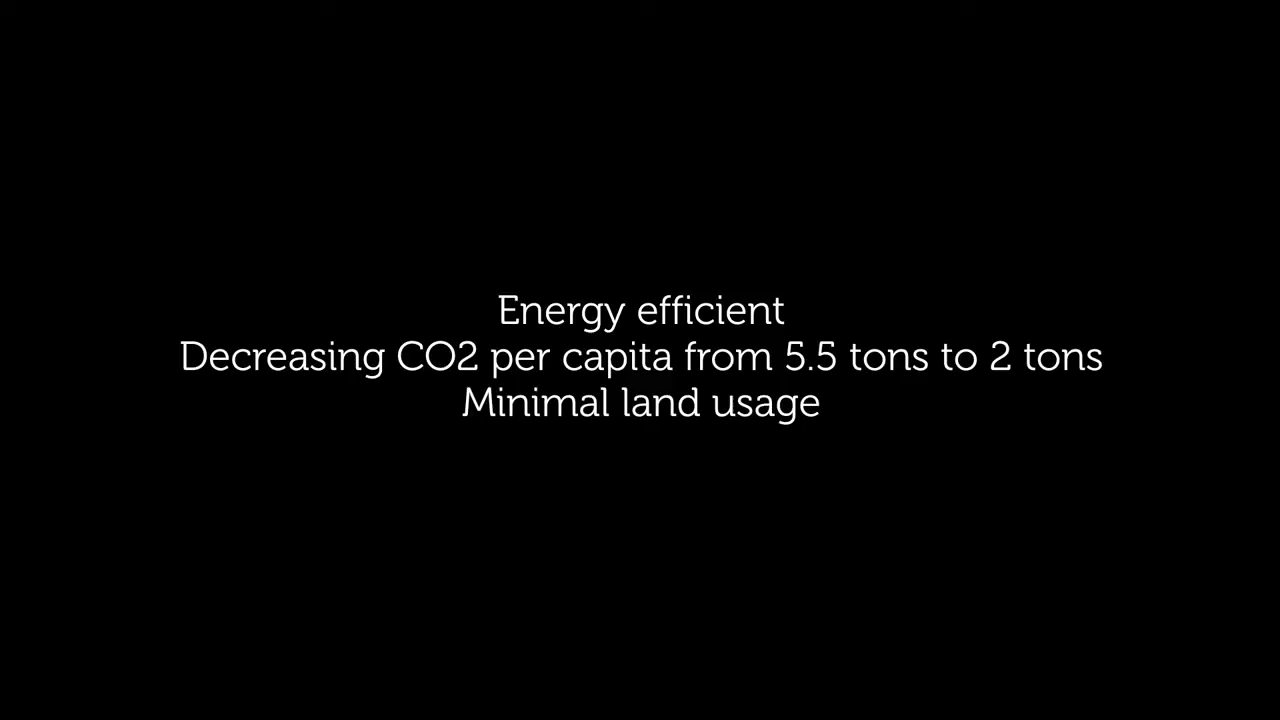 Energy efficient
Decreasing CO2 per capita from 5.5 tons to 2 tons
Minimal land usage